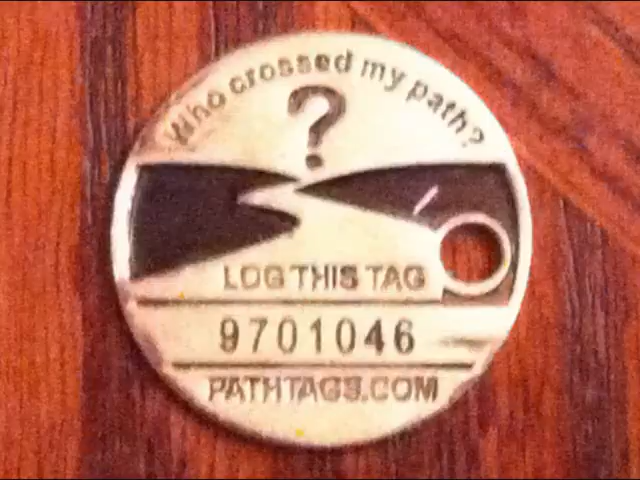 Who crossed my path?
?
LOG THIS TAG
9701046
PATHTAGS.COM